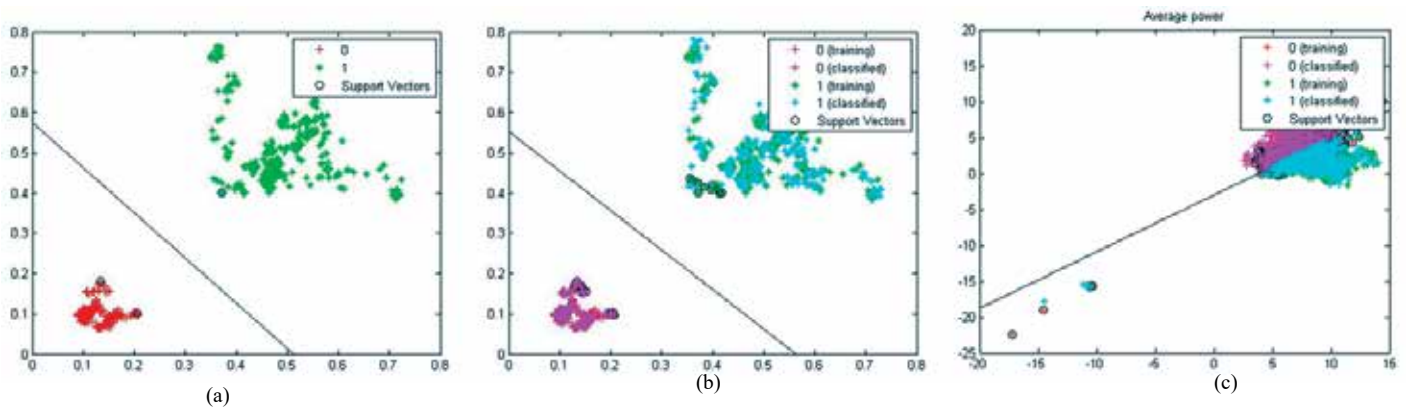 Average power
0.8
0.7
0.6
0.5
0.4
0.3
0.2
0.1
0
0 0.1 0.2 0.3 0.4 0.5 0.6 0.7 0.8
0
1
Support Vectors
(a)
0.8
0.7
0.6
0.5
0.4
0.3
0.2
0.1
0
0 0.1 0.2 0.3 0.4 0.5 0.6 0.7 0.8
0 (training)
0 (classified)
1 (training)
1 (classified)
Support Vectors
(b)
20
15
10
5
0
-5
-10
-15
-20
-25
-20 -15 -10 -5 0 5 10 15
0 (training)
0 (classified)
1 (training)
1 (classified)
Support Vectors
(c)